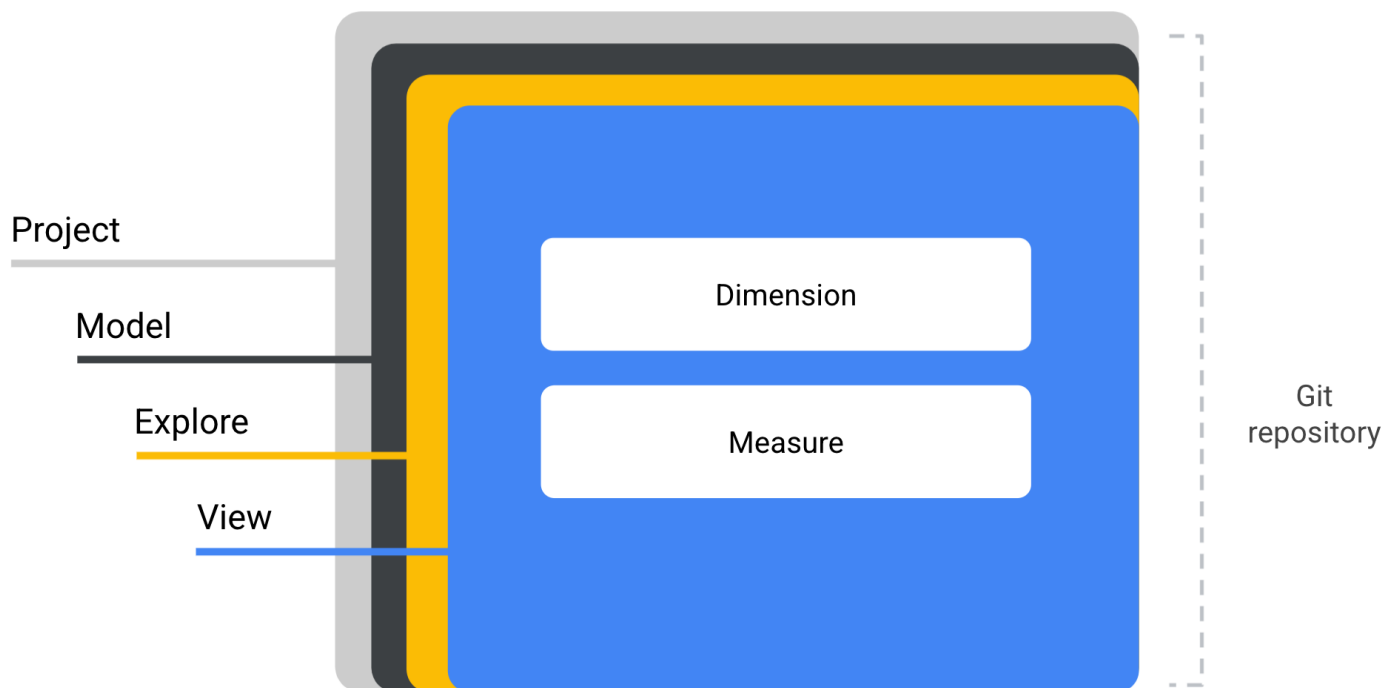 Project
Model
Explore
View
Dimension
Measure
Git
repository